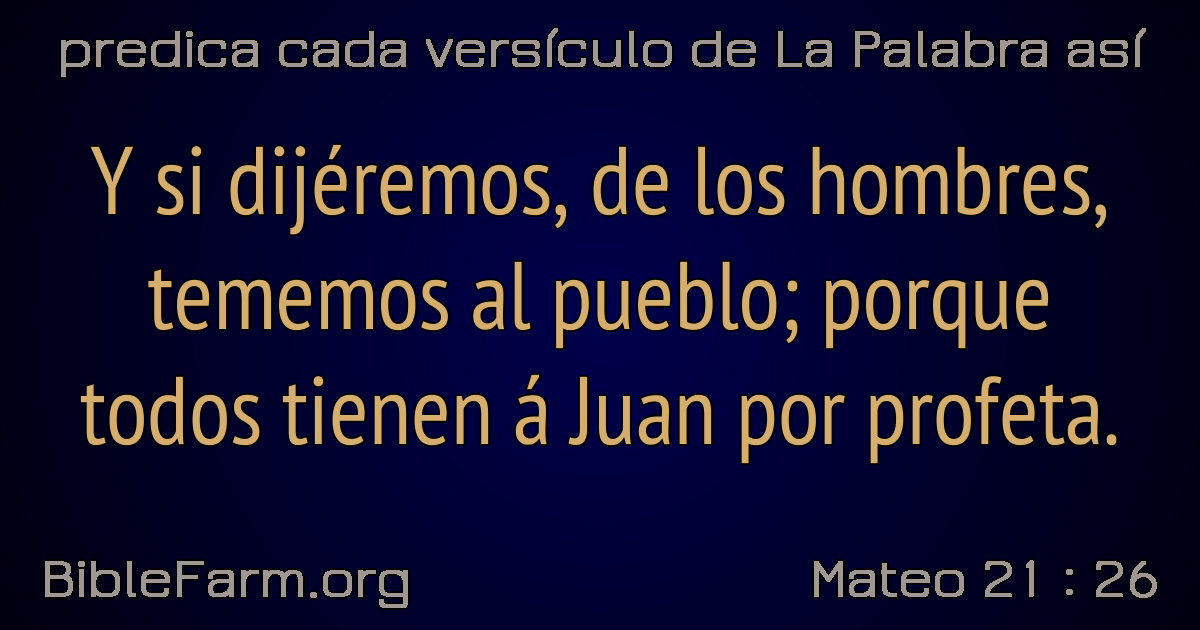 predica cada versículo de La Palabra así
Y si dijéremos, de los hombres,
tememos al pueblo; porque
todos tienen á Juan por profeta.
BibleFarm.org
Mateo 21 : 26